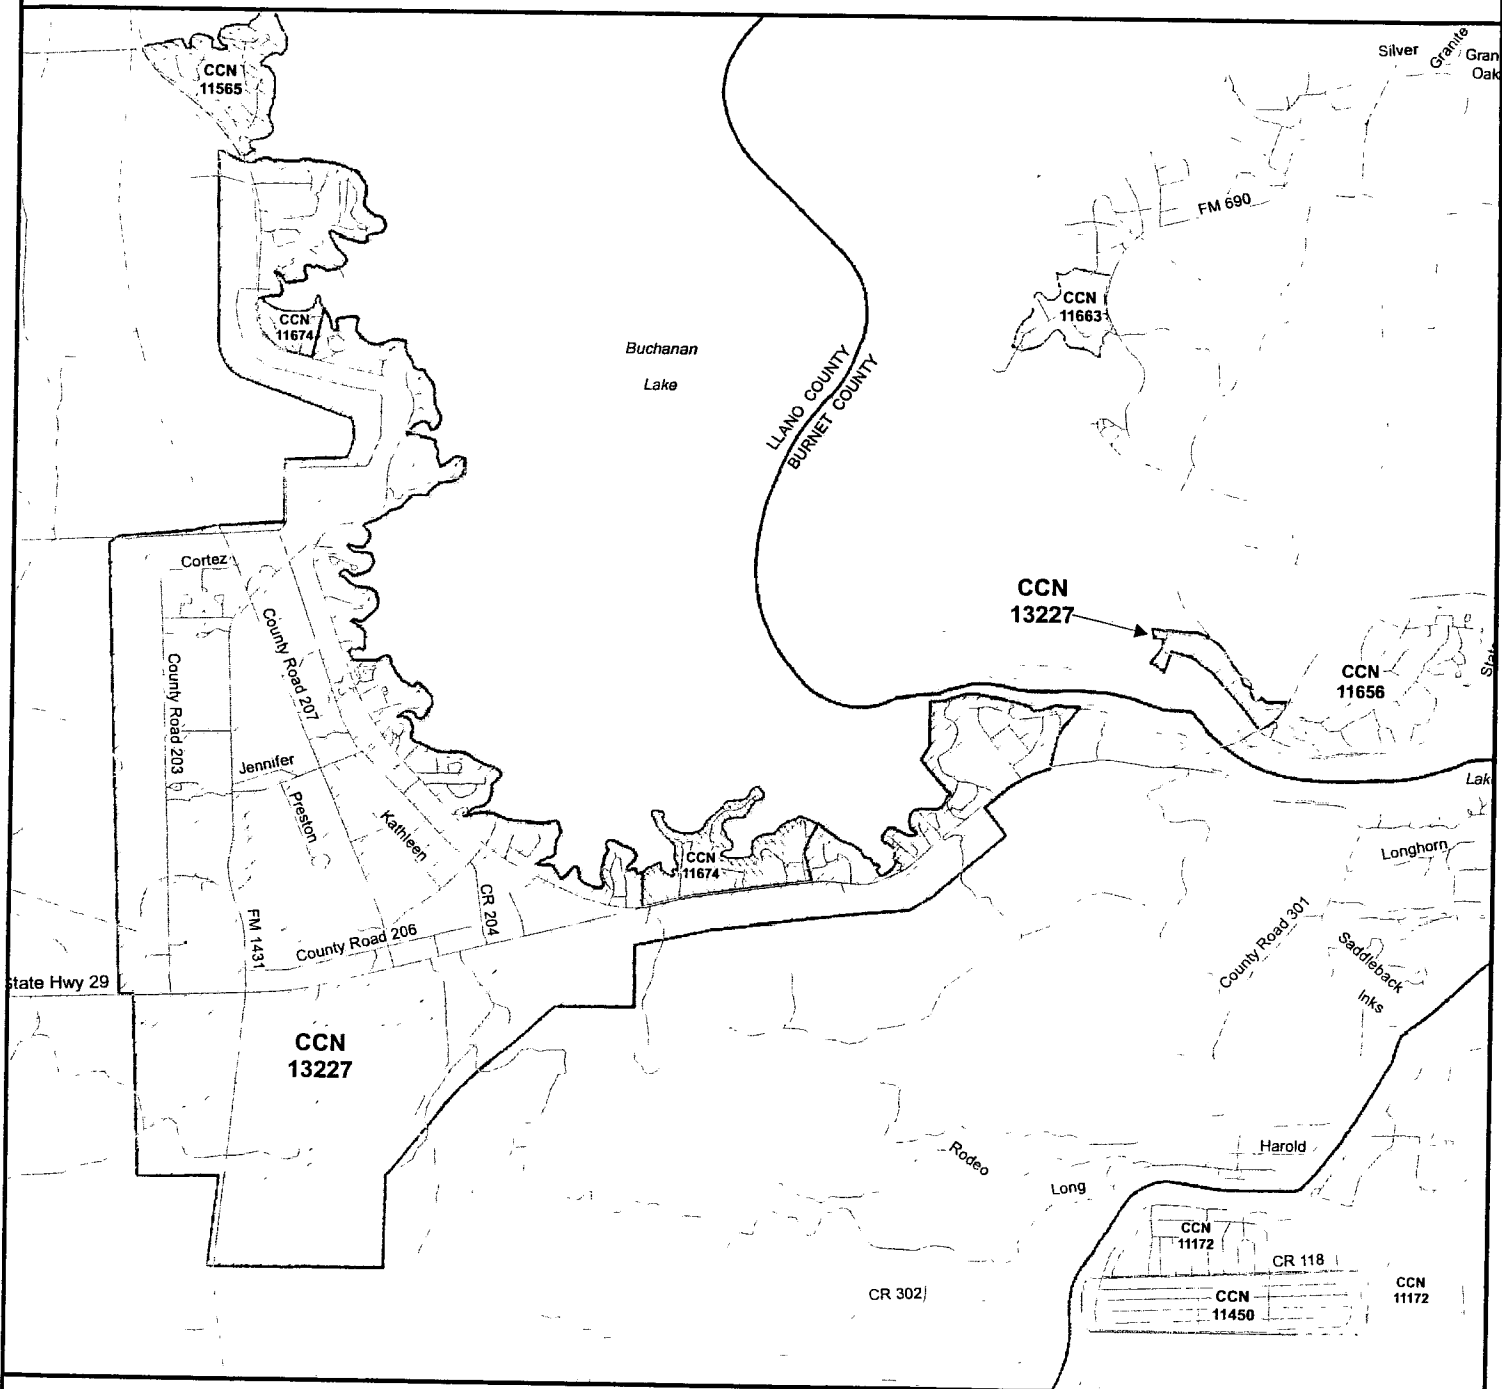 Silver
Granite
Gran
Oak
CCN
11565
FM 690
CCN
11663
CCN
11674
Buchanan
Lake
LLANO COUNTY
BURNET COUNTY
Cortez
CCN
13227
County Road 207
County Road 203
CCN
11656
State
Jennifer
Preston
Kathleen
Lak
Longhorn
CCN
11674
CR 204
FM 1431
County Road 206
County Road 301
Saddleback
Inks
State Hwy 29
CCN
13227
Rodeo
Harold
Long
CCN
11172
CR 118
CR 302
CCN
11450
CCN
11172